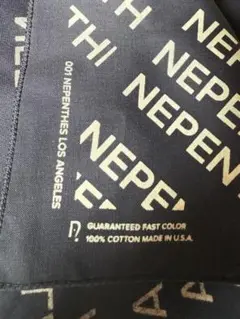 NEPEN
THI
NEPEN
NEPEN
NEPE
001 NEPENTHES LOS ANGELES
GUARANTEED FAST COLOR
100% COTTON MADE IN U.S.A.